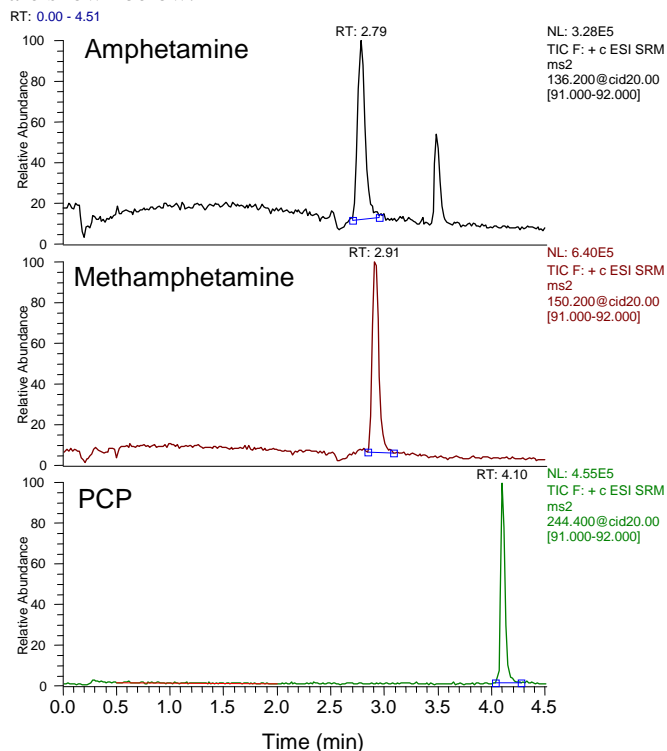 RT: 0.00 - 4.51
RT: 2.79
NL: 3.28E5
TIC F: + c ESI SRM
ms2
136.200@cid20.00
[91.000-92.000]
Amphetamine
Relative Abundance
100
80
60
40
20
0
RT: 2.91
NL: 6.40E5
TIC F: + c ESI SRM
ms2
150.200@cid20.00
[91.000-92.000]
Methamphetamine
Relative Abundance
100
80
60
40
20
0
RT: 4.10
NL: 4.55E5
TIC F: + c ESI SRM
ms2
244.400@cid20.00
[91.000-92.000]
PCP
Relative Abundance
100
80
60
40
20
0
0.0 0.5 1.0 1.5 2.0 2.5 3.0 3.5 4.0 4.5
Time (min)